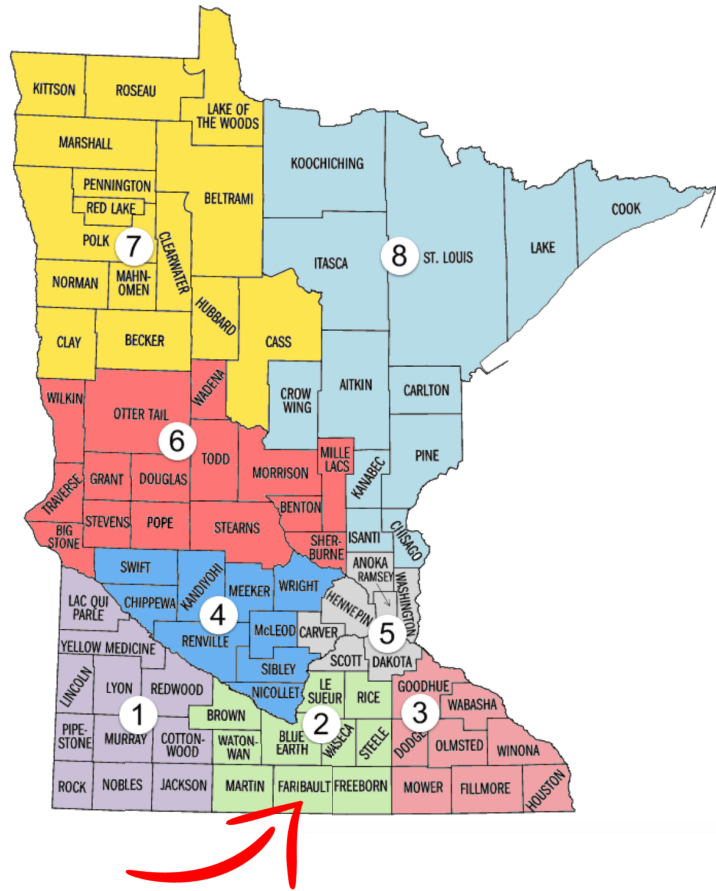 KITTSON
ROSEAU
LAKE OF
THE WOODS
MARSHALL
KOOCHICHING
PENNINGTON
BELTRAMI
RED LAKE
COOK
POLK
7
CLEARWATER
ITASCA
8
ST. LOUIS
LAKE
NORMAN
MAHN-
OMEN
HUBBARD
CLAY
BECKER
CASS
WADENA
AITKIN
CARLTON
WILKIN
CROW
WING
OTTER TAIL
6
TODD
MILLE
LACS
PINE
MORRISON
KANABEC
TRAVERSE
GRANT
DOUGLAS
BENTON
STEVENS
POPE
STEARNS
BIG
STONE
SHER-
BURNE
ISANTI
CHISAGO
SWIFT
KANDIYOHI
ANOKA
RAMSEY
WASHINGTON
MEEKER
WRIGHT
HENNEPIN
LAC QUI
PARLE
CHIPPEWA
4
McLEOD
CARVER
5
RENVILLE
YELLOW MEDICINE
SIBLEY
SCOTT
DAKOTA
LINCOLN
LYON
REDWOOD
NICOLLET
LE
SUEUR
RICE
GOODHUE
WABASHA
1
BROWN
2
3
PIPE-
STONE
MURRAY
COTTON-
WOOD
WATON-
WAN
BLUE
EARTH
WASECA
STEELE
DODGE
OLMSTED
WINONA
ROCK
NOBLES
JACKSON
MARTIN
FARIBAULT
FREEBORN
MOWER
FILLMORE
HOUSTON